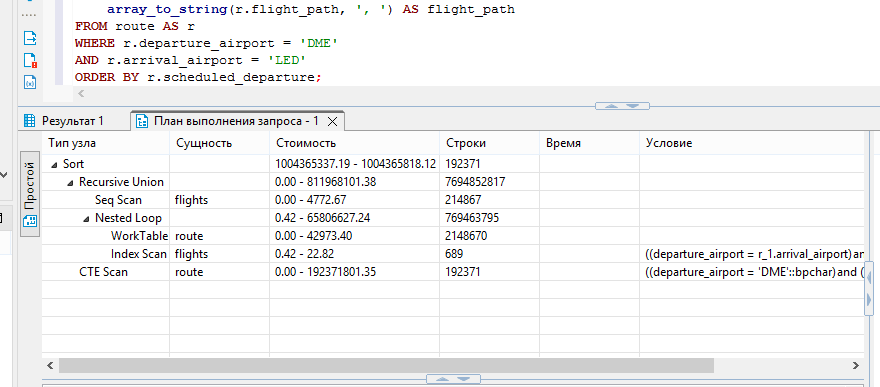 array_to_string(r.flight_path, ', ') AS flight_path
FROM route AS r
WHERE r.departure_airport = 'DME'
AND r.arrival_airport = 'LED'
ORDER BY r.scheduled_departure;
Результат 1 План выполнения запроса - 1
Простой
Тип узла Сущность Стоимость Строки Время Условие
Sort 1004365337.19 - 1004365818.12 192371
Recursive Union 0.00 - 811968101.38 7694852817
Seq Scan flights 0.00 - 4772.67 214867
Nested Loop 0.42 - 65806627.24 769463795
WorkTable route 0.00 - 42973.40 2148670
Index Scan flights 0.42 - 22.82 689 ((departure_airport = r_1.arrival_airport) an
CTE Scan route 0.00 - 192371801.35 192371 ((departure_airport = 'DME'::bpchar) and (